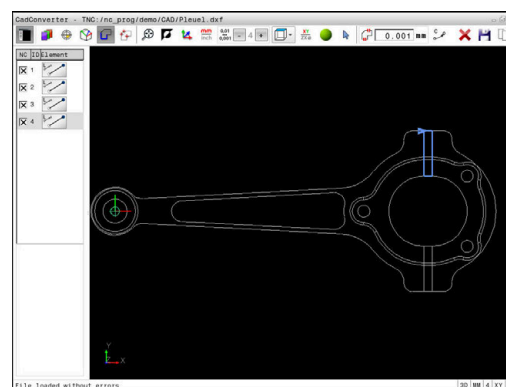 CadConverter - TNC:/nc_prog/demo/CAD/Pleuel.dxf
mm inch 0,01 0,001 4 XY 0.001 mm
NC ID Element
1
2
3
4
Y
X
File loaded without errors
3D MM 4 XY